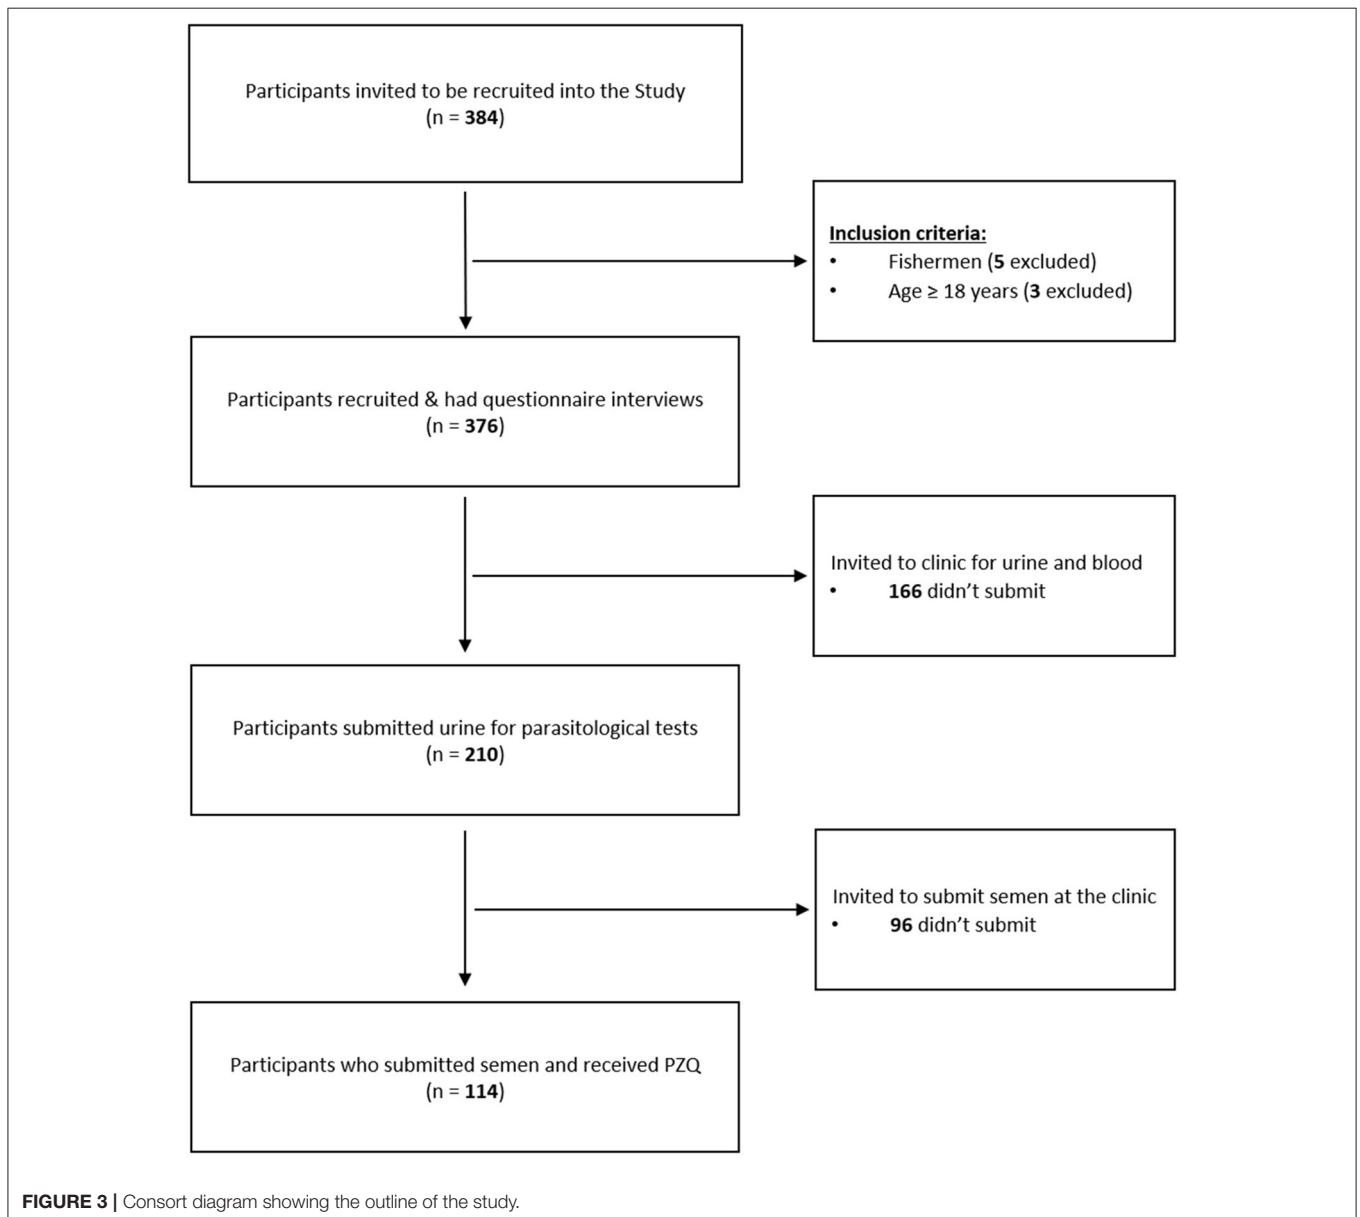 Participants invited to be recruited into the Study
(n = 384)
Inclusion criteria:
• Fishermen (5 excluded)
• Age ≥ 18 years (3 excluded)
Participants recruited & had questionnaire interviews
(n = 376)
Invited to clinic for urine and blood
• 166 didn’t submit
Participants submitted urine for parasitological tests
(n = 210)
Invited to submit semen at the clinic
• 96 didn’t submit
Participants who submitted semen and received PZQ
(n = 114)
FIGURE 3 | Consort diagram showing the outline of the study.